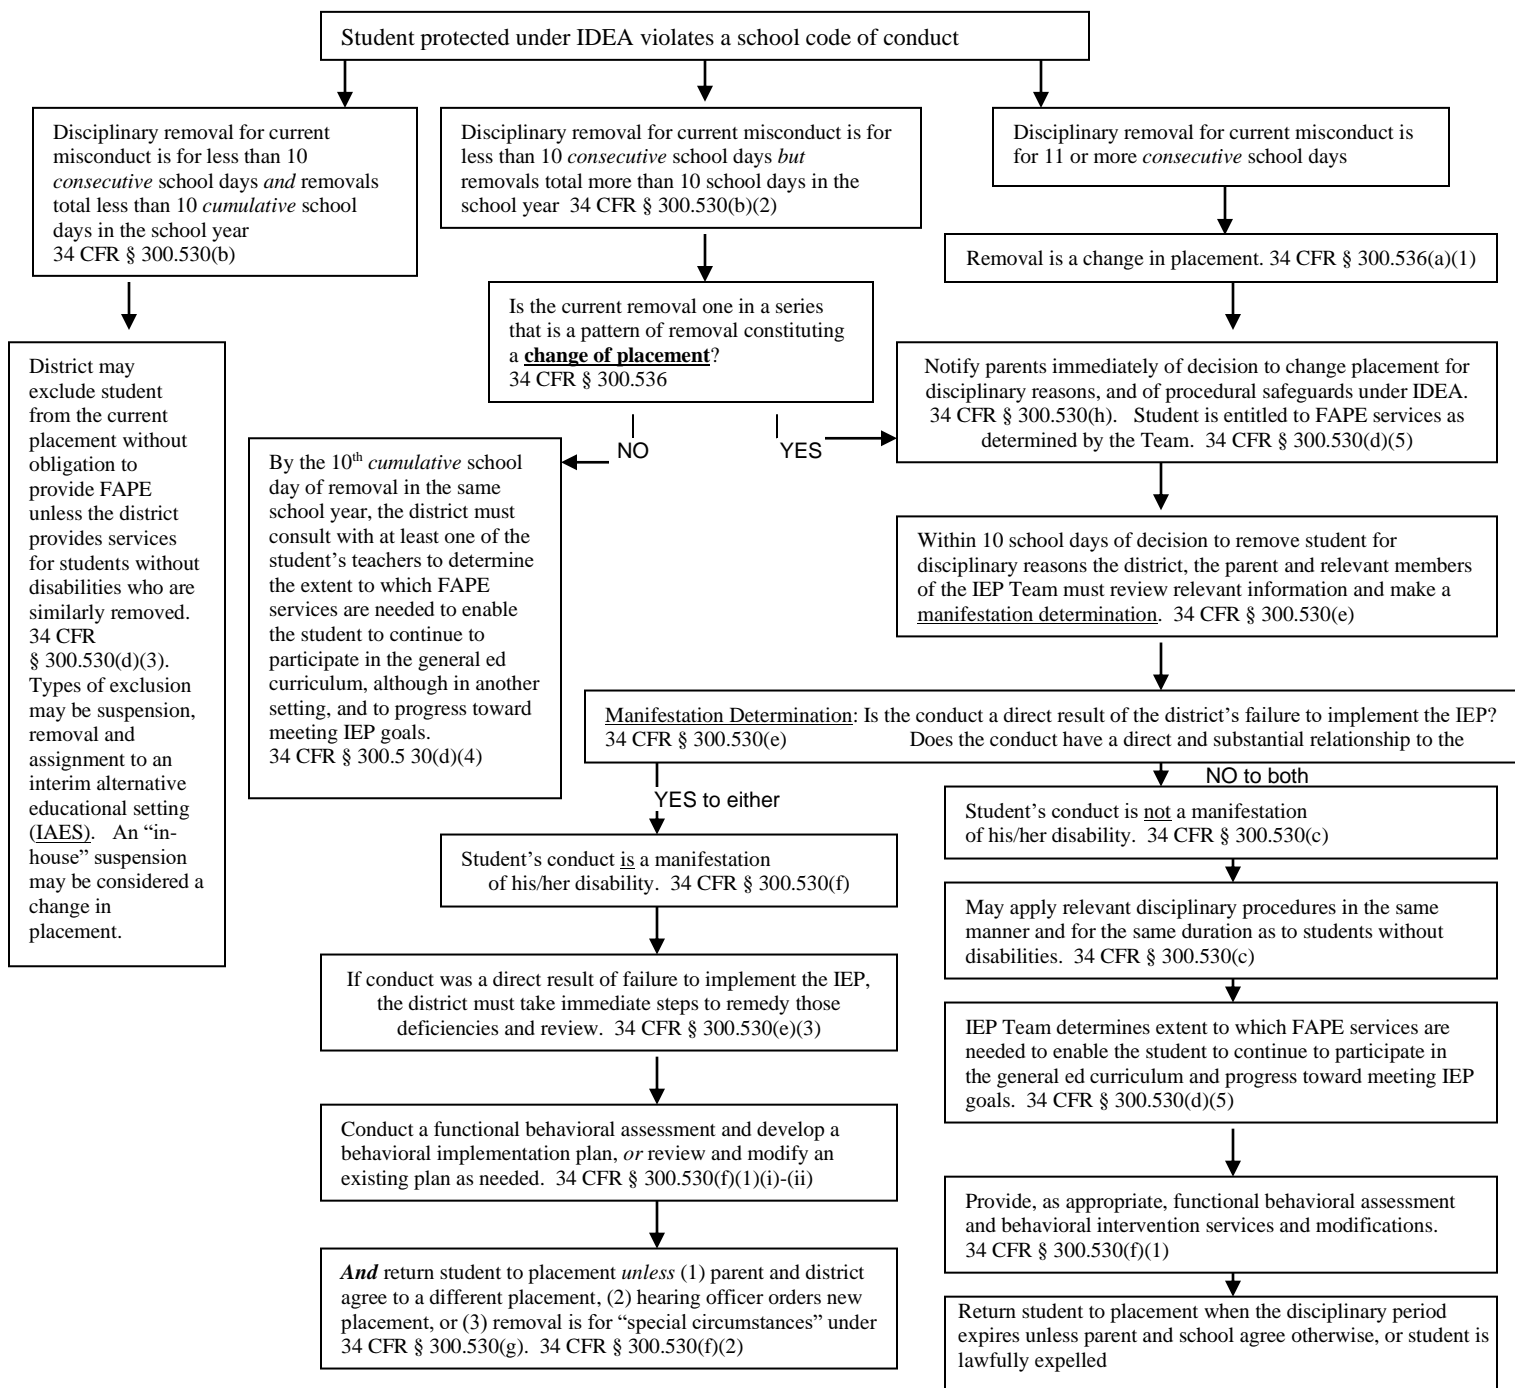 Student protected under IDEA violates a school code of conduct
Disciplinary removal for current
misconduct is for less than 10
consecutive school days and removals
total less than 10 cumulative school
days in the school year
34 CFR § 300.530(b)
Disciplinary removal for current misconduct is for
less than 10 consecutive school days but
removals total more than 10 school days in the
school year 34 CFR § 300.530(b)(2)
Disciplinary removal for current misconduct is
for 11 or more consecutive school days
Removal is a change in placement. 34 CFR § 300.536(a)(1)
Is the current removal one in a series
that is a pattern of removal constituting
a change of placement?
34 CFR § 300.536
NO
YES
District may
exclude student
from the current
placement without
obligation to
provide FAPE
unless the district
provides services
for students without
disabilities who are
similarly removed.
34 CFR
§ 300.530(d)(3).
Types of exclusion
may be suspension,
removal and
assignment to an
interim alternative
educational setting
(IAES). An “in-
house” suspension
may be considered a
change in
placement.
By the 10th cumulative school
day of removal in the same
school year, the district must
consult with at least one of the
student’s teachers to determine
the extent to which FAPE
services are needed to enable
the student to continue to
participate in the general ed
curriculum, although in another
setting, and to progress toward
meeting IEP goals.
34 CFR § 300.5 30(d)(4)
Notify parents immediately of decision to change placement for
disciplinary reasons, and of procedural safeguards under IDEA.
34 CFR § 300.530(h). Student is entitled to FAPE services as
determined by the Team. 34 CFR § 300.530(d)(5)
Within 10 school days of decision to remove student for
disciplinary reasons the district, the parent and relevant members
of the IEP Team must review relevant information and make a
manifestation determination. 34 CFR § 300.530(e)
Manifestation Determination: Is the conduct a direct result of the district’s failure to implement the IEP?
34 CFR § 300.530(e) Does the conduct have a direct and substantial relationship to the
YES to either
NO to both
Student’s conduct is a manifestation
of his/her disability. 34 CFR § 300.530(f)
If conduct was a direct result of failure to implement the IEP,
the district must take immediate steps to remedy those
deficiencies and review. 34 CFR § 300.530(e)(3)
Conduct a functional behavioral assessment and develop a
behavioral implementation plan, or review and modify an
existing plan as needed. 34 CFR § 300.530(f)(1)(i)-(ii)
And return student to placement unless (1) parent and district
agree to a different placement, (2) hearing officer orders new
placement, or (3) removal is for “special circumstances” under
34 CFR § 300.530(g). 34 CFR § 300.530(f)(2)
Student’s conduct is not a manifestation
of his/her disability. 34 CFR § 300.530(c)
May apply relevant disciplinary procedures in the same
manner and for the same duration as to students without
disabilities. 34 CFR § 300.530(c)
IEP Team determines extent to which FAPE services are
needed to enable the student to continue to participate in
the general ed curriculum and progress toward meeting IEP
goals. 34 CFR § 300.530(d)(5)
Provide, as appropriate, functional behavioral assessment
and behavioral intervention services and modifications.
34 CFR § 300.530(f)(1)
Return student to placement when the disciplinary period
expires unless parent and school agree otherwise, or student is
lawfully expelled